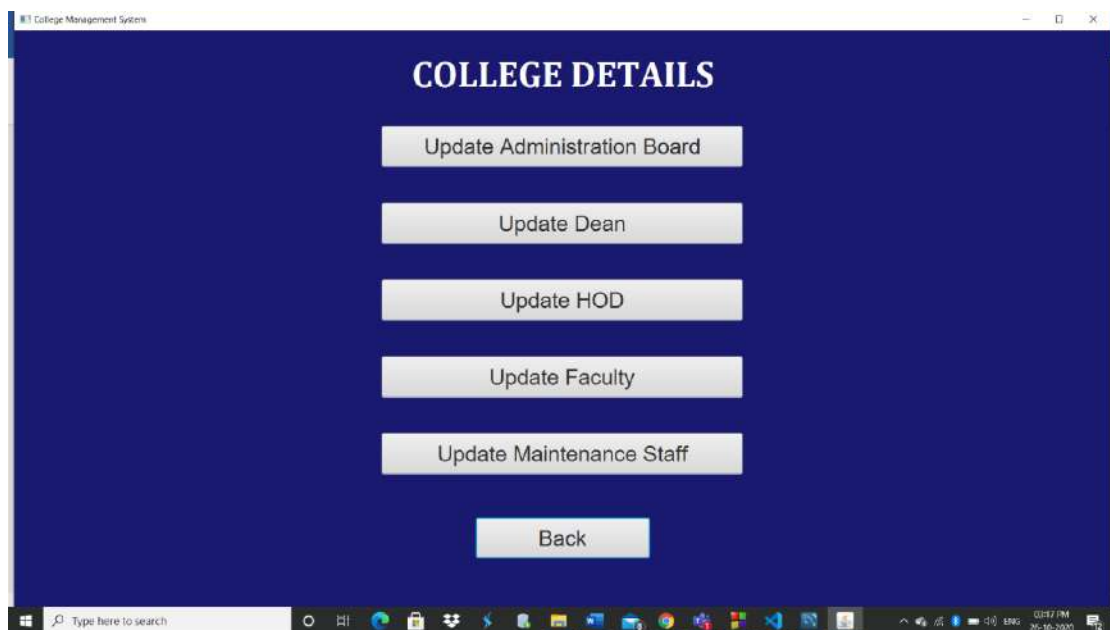 College Management System
COLLEGE DETAILS
Update Administration Board
Update Dean
Update HOD
Update Faculty
Update Maintenance Staff
Back
Type here to search
ENG
03:17 PM
26-10-2020